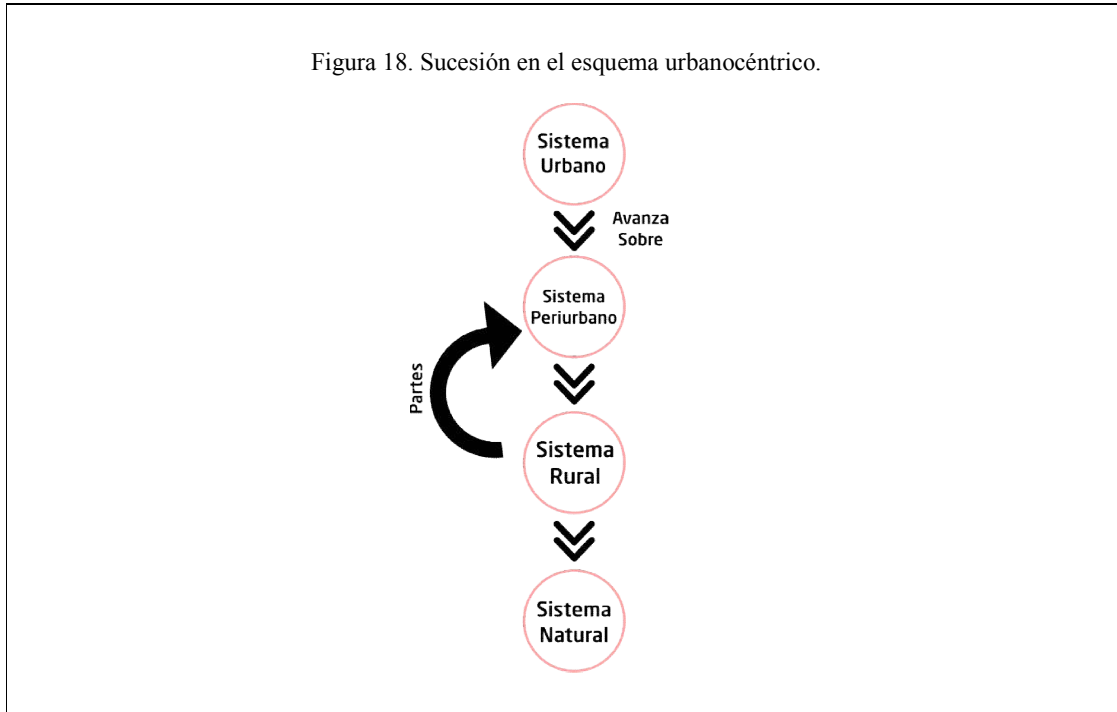 Figura 18. Sucesión en el esquema urbanocéntrico.
Sistema
Urbano
Avanza
Sobre
Sistema
Periurbano
Partes
Sistema
Rural
Sistema
Natural